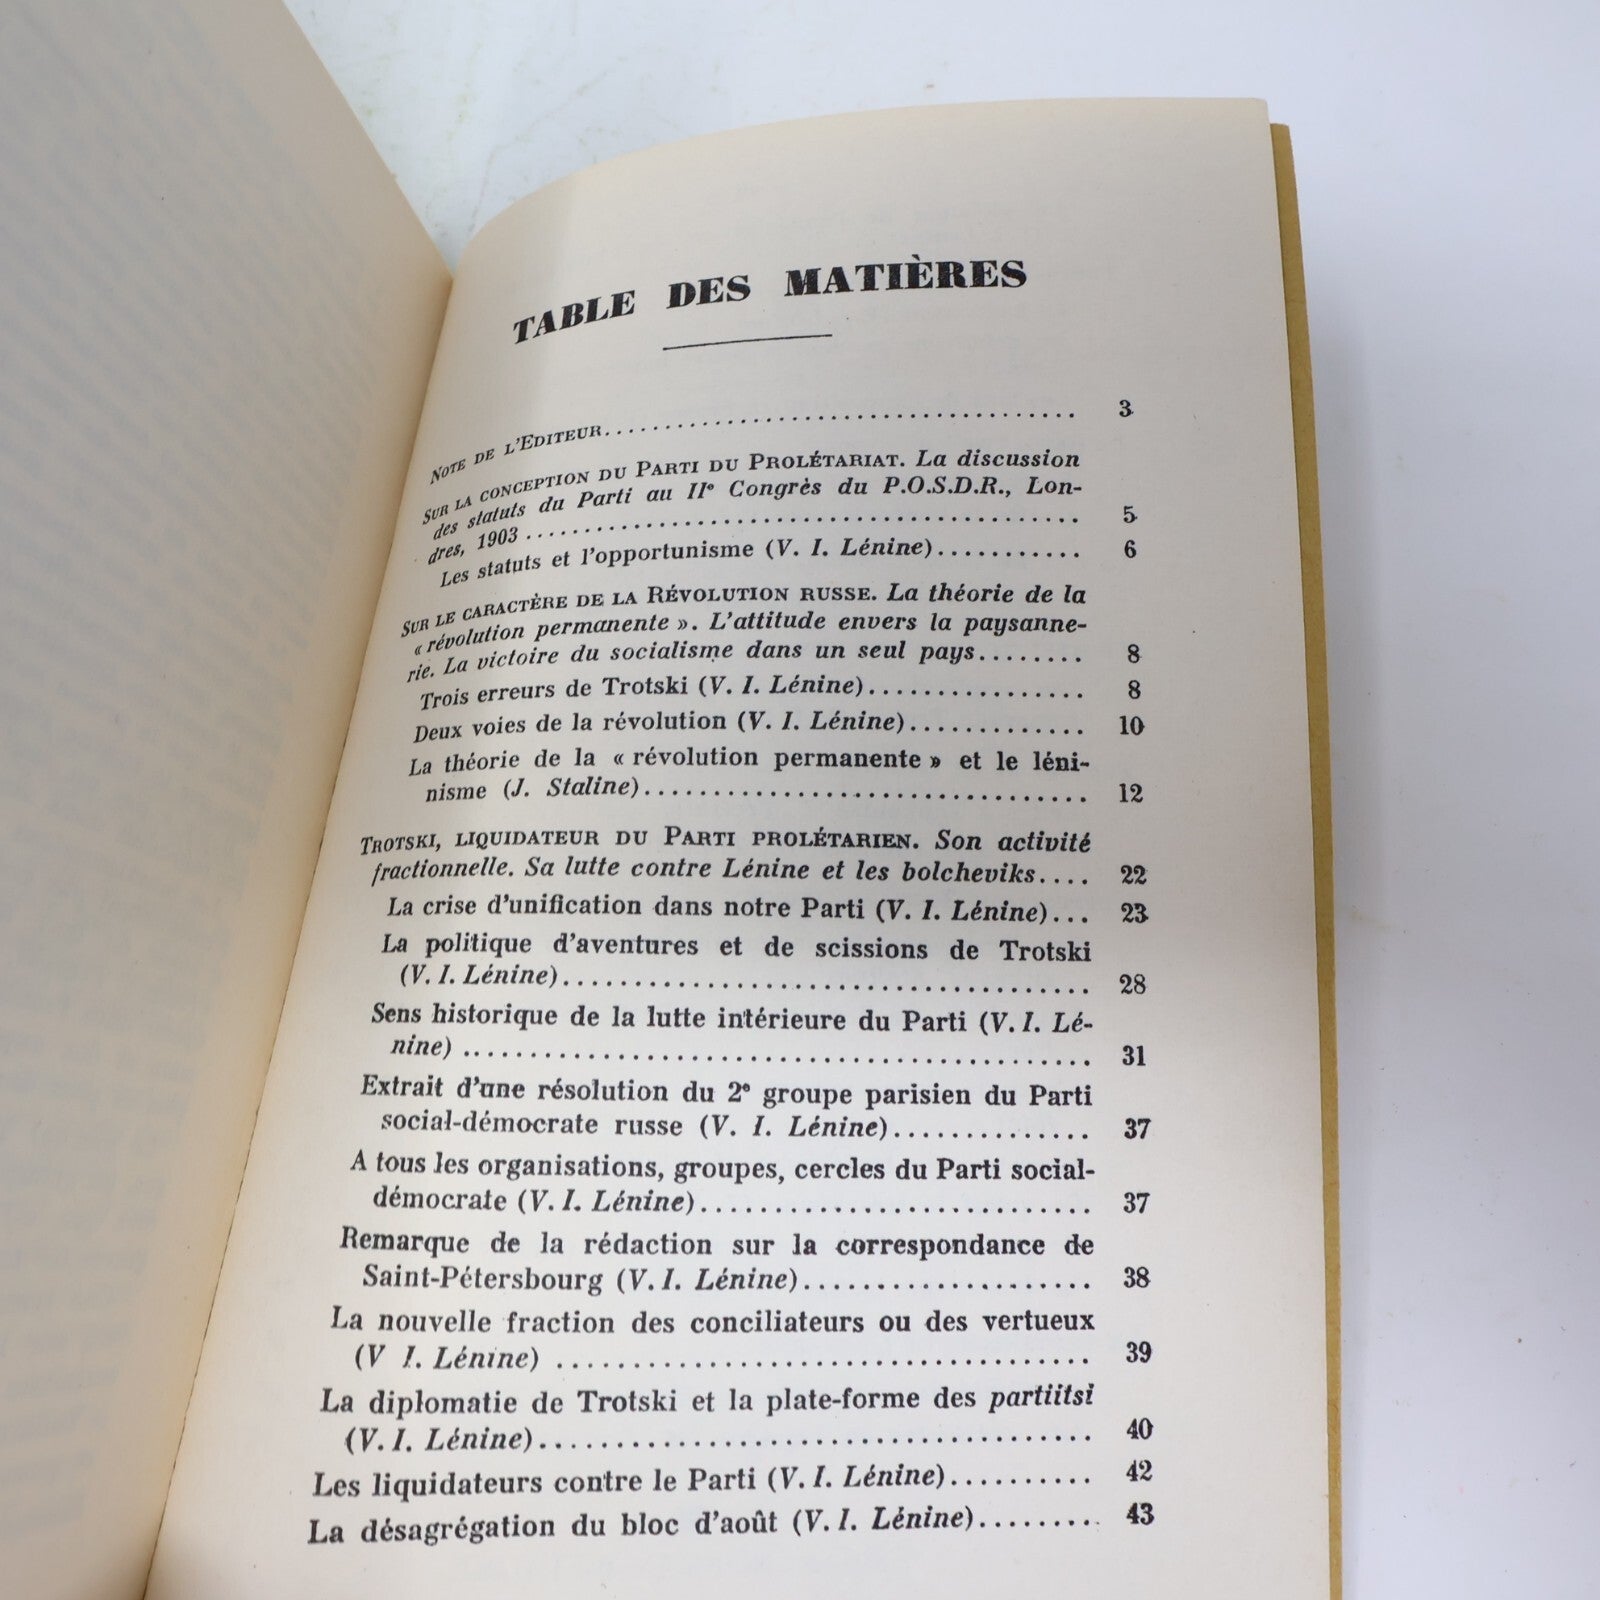 TABLE DES MATIÈRES
NOTE DE L'EDITEUR........................................ 3
SUR LA CONCEPTION DU PARTI DU PROLÉTARIAT. La discussion
des statuts du Parti au IIe Congrès du P.O.S.D.R., Lon-
dres, 1903 ............................................. 5
Les statuts et l'opportunisme (V. I. Lénine)........... 6
SUR LE CARACTÈRE DE LA RÉVOLUTION RUSSE. La théorie de la
« révolution permanente ». L'attitude envers la paysanne-
rie. La victoire du socialisme dans un seul pays........ 8
Trois erreurs de Trotski (V. I. Lénine)................ 8
Deux voies de la révolution (V. I. Lénine)............. 10
La théorie de la « révolution permanente » et le léni-
nisme (J. Staline)................................. 12
TROTSKI, LIQUIDATEUR DU PARTI PROLÉTARIEN. Son activité
fractionnelle. Sa lutte contre Lénine et les bolcheviks.... 22
La crise d'unification dans notre Parti (V. I. Lénine)... 23
La politique d'aventures et de scissions de Trotski
(V. I. Lénine)....................................... 28
Sens historique de la lutte intérieure du Parti (V. I. Lé-
nine) ............................................. 31
Extrait d'une résolution du 2e groupe parisien du Parti
social-démocrate russe (V. I. Lénine).............. 37
A tous les organisations, groupes, cercles du Parti social-
démocrate (V. I. Lénine)............................ 37
Remarque de la rédaction sur la correspondance de
Saint-Pétersbourg (V. I. Lénine)................... 38
La nouvelle fraction des conciliateurs ou des vertueux
(V I. Lénine) .................................... 39
La diplomatie de Trotski et la plate-forme des partiitsi
(V. I. Lénine)..................................... 40
Les liquidateurs contre le Parti (V. I. Lénine).......... 42
La désagrégation du bloc d'août (V. I. Lénine)......... 43